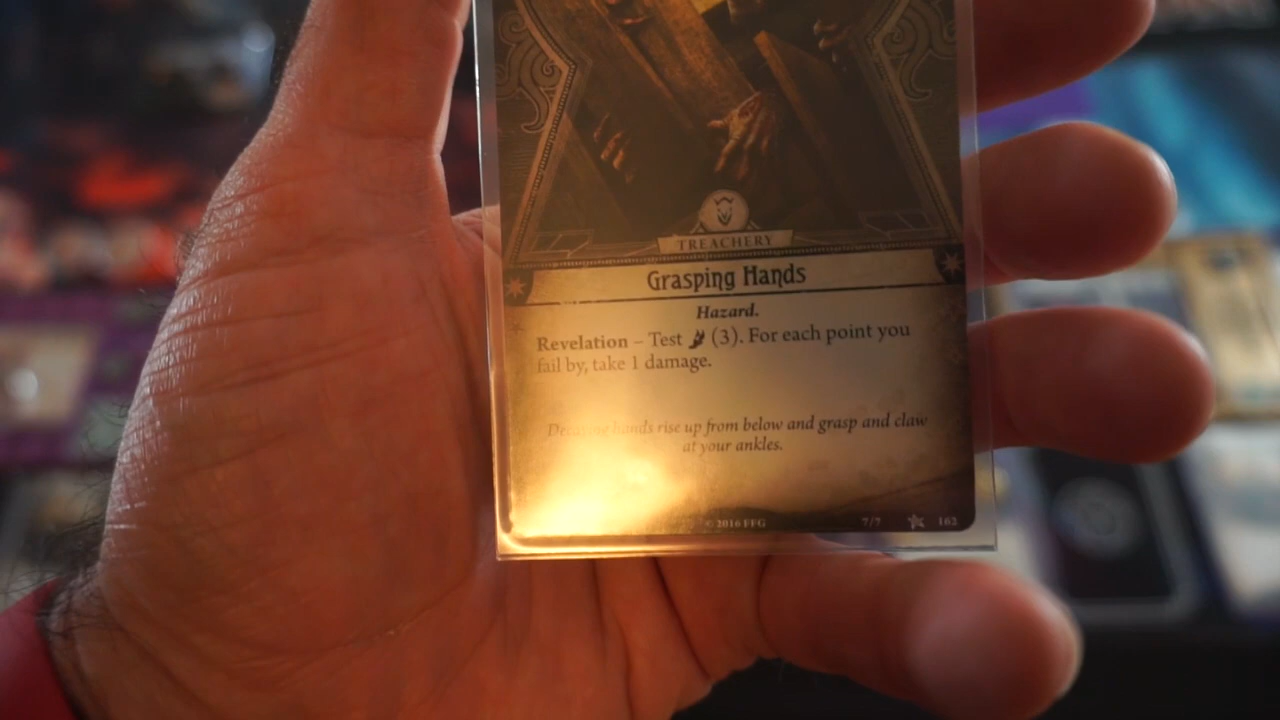 TREACHERY
Grasping Hands
Hazard.
Revelation – Test (3). For each point you
fail by, take 1 damage.
Decaying hands rise up from below and grasp and claw
at your ankles.
© 2016 FFG 7/7 162